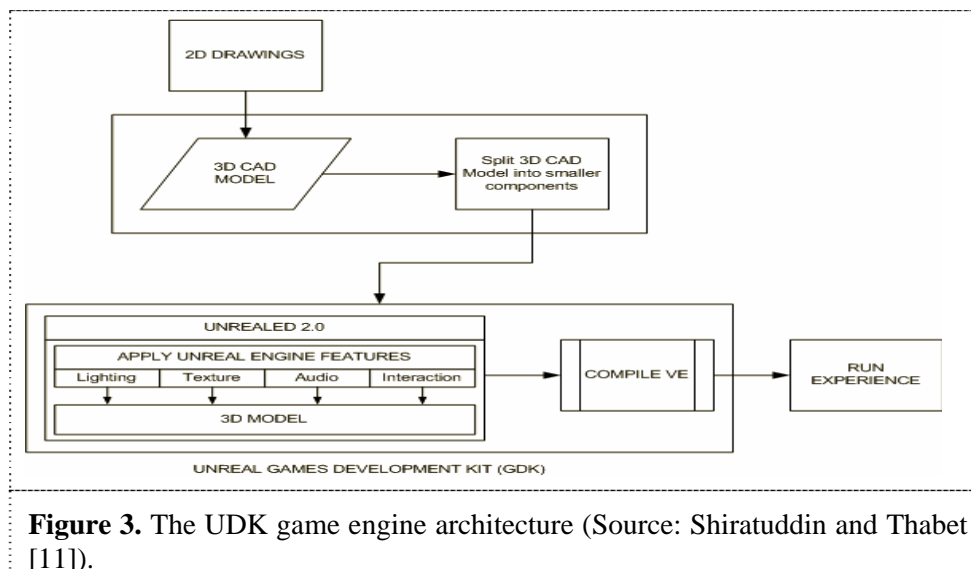 2D DRAWINGS
3D CAD
MODEL
Split 3D CAD
Model into smaller
components
UNREALED 2.0
APPLY UNREAL ENGINE FEATURES
Lighting Texture Audio Interaction
3D MODEL
COMPILE VE
RUN
EXPERIENCE
UNREAL GAMES DEVELOPMENT KIT (GDK)
Figure 3. The UDK game engine architecture (Source: Shiratuddin and Thabet
[11]).